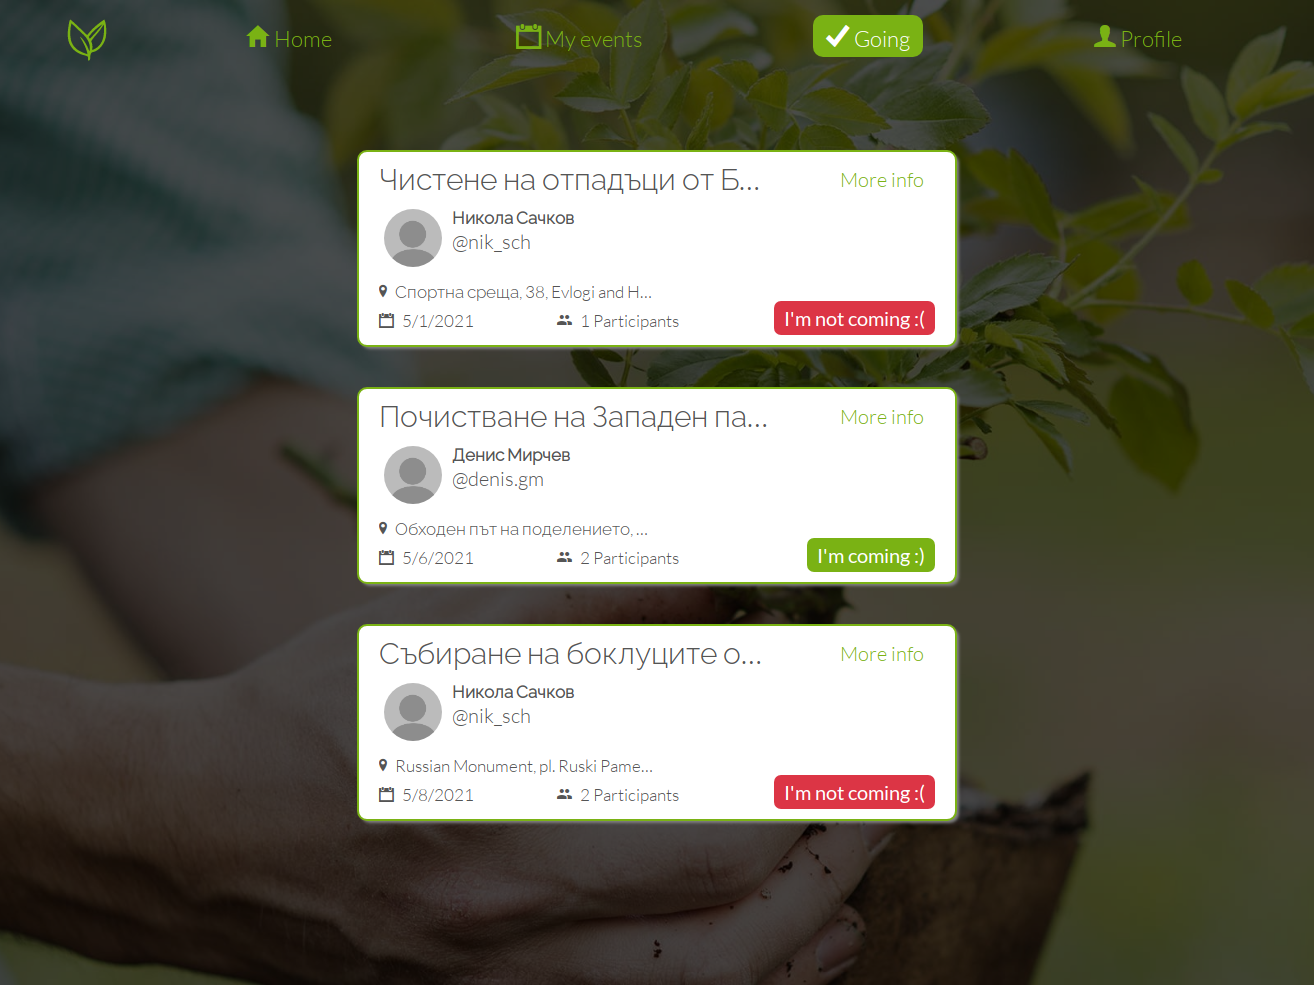 Home
My events
Going
Profile
Чистене на отпадъци от Б...
More info
Никола Сачков
@nik_sch
Спортна среща, 38, Evlogi and H...
5/1/2021
1 Participants
I'm not coming :(
Почистване на Западен па...
More info
Денис Мирчев
@denis.gm
Обходен път на поделението, ...
5/6/2021
2 Participants
I'm coming :)
Събиране на боклуците о...
More info
Никола Сачков
@nik_sch
Russian Monument, pl. Ruski Pame...
5/8/2021
2 Participants
I'm not coming :(